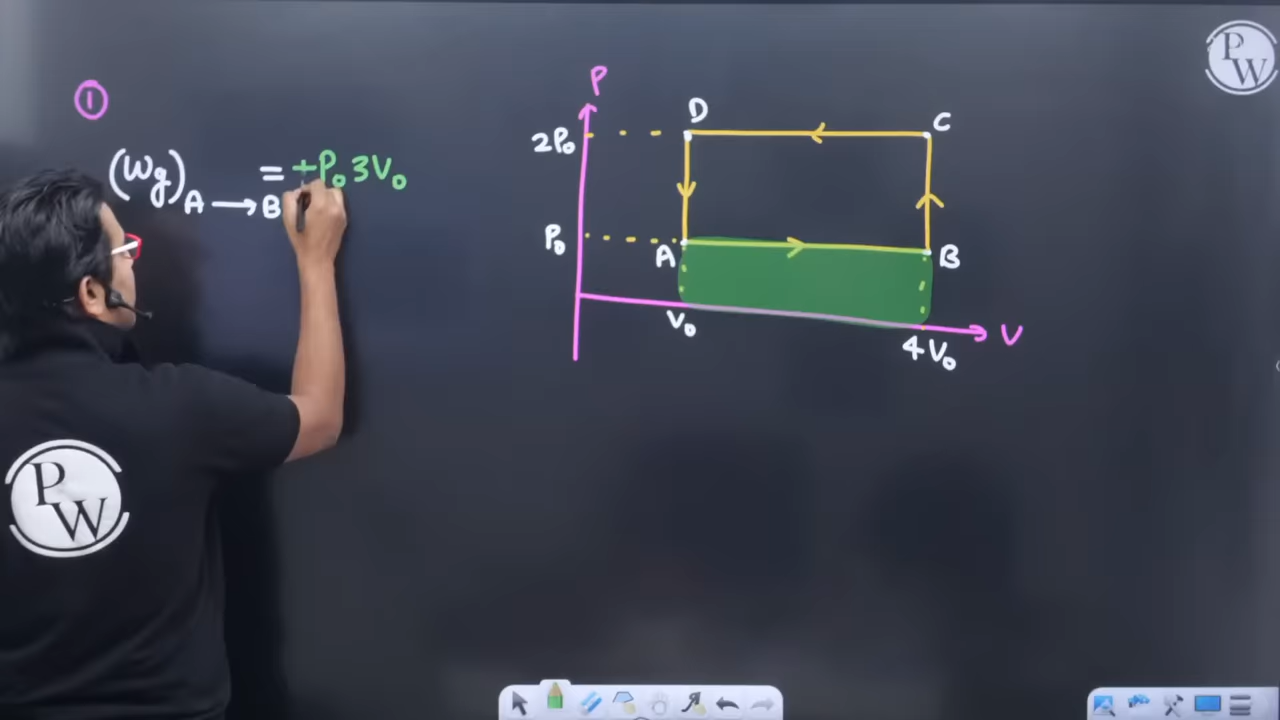 PW
①
P
D
C
2P₀
(Wg)A→B = +P₀3V₀
P₀
A
B
V₀
4V₀
V
PW